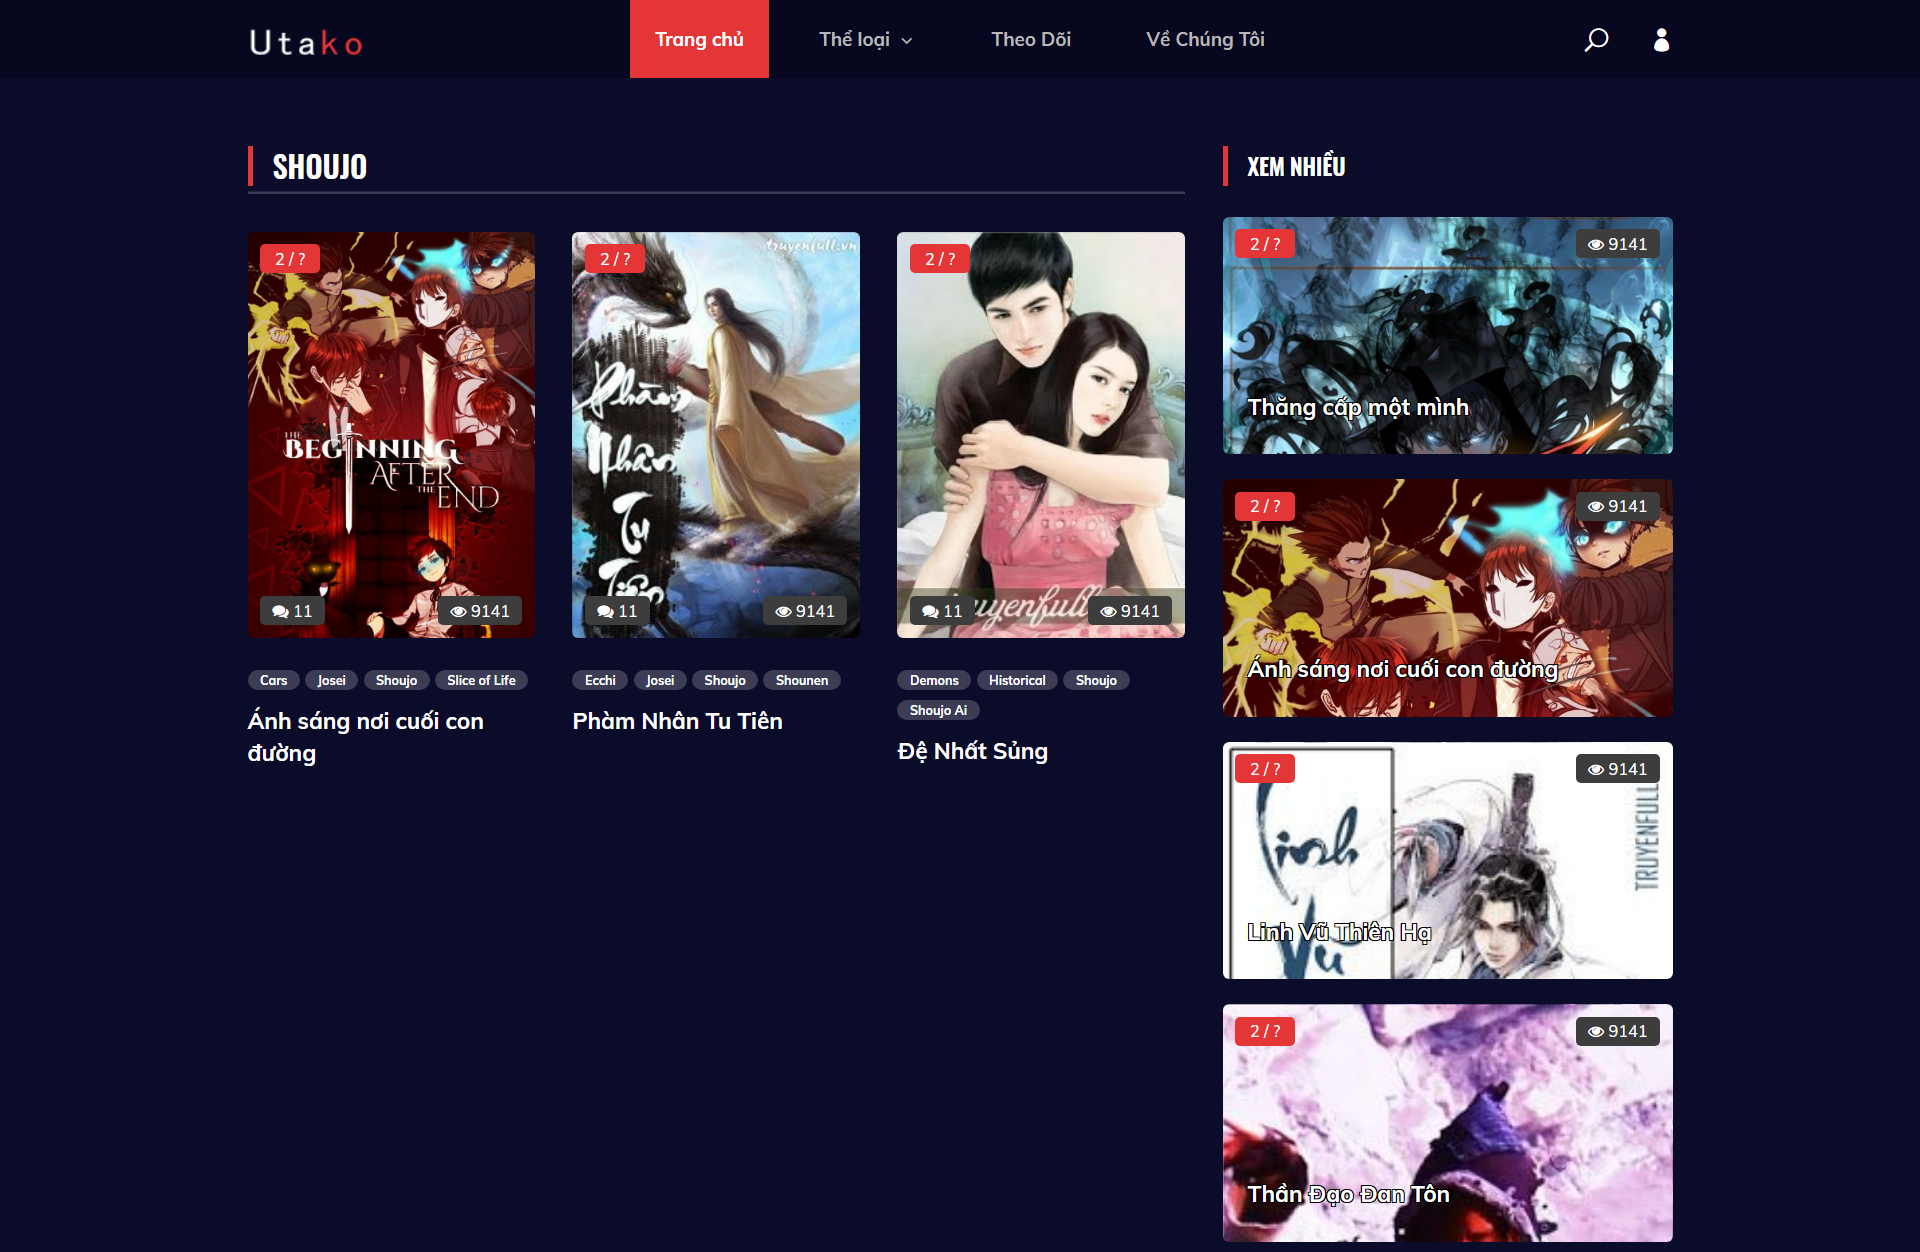 Utako
Trang chủ
Thể loại
Theo Dõi
Về Chúng Tôi
SHOUJO
2 / ?
THE
BEGINNING
AFTER
THE
END
11
9141
Cars
Josei
Shoujo
Slice of Life
Ánh sáng nơi cuối con
đường
2 / ?
truyenfull.vn
Phàm
Nhân
Tu
Tiên
11
9141
Ecchi
Josei
Shoujo
Shounen
Phàm Nhân Tu Tiên
2 / ?
11
9141
Demons
Historical
Shoujo
Shoujo Ai
Đệ Nhất Sủng
XEM NHIỀU
2 / ?
9141
Thăng cấp một mình
2 / ?
9141
Ánh sáng nơi cuối con đường
2 / ?
9141
Linh
Vũ
TRUYENFULL
Linh Vũ Thiên Hạ
2 / ?
9141
Thần Đạo Đan Tôn